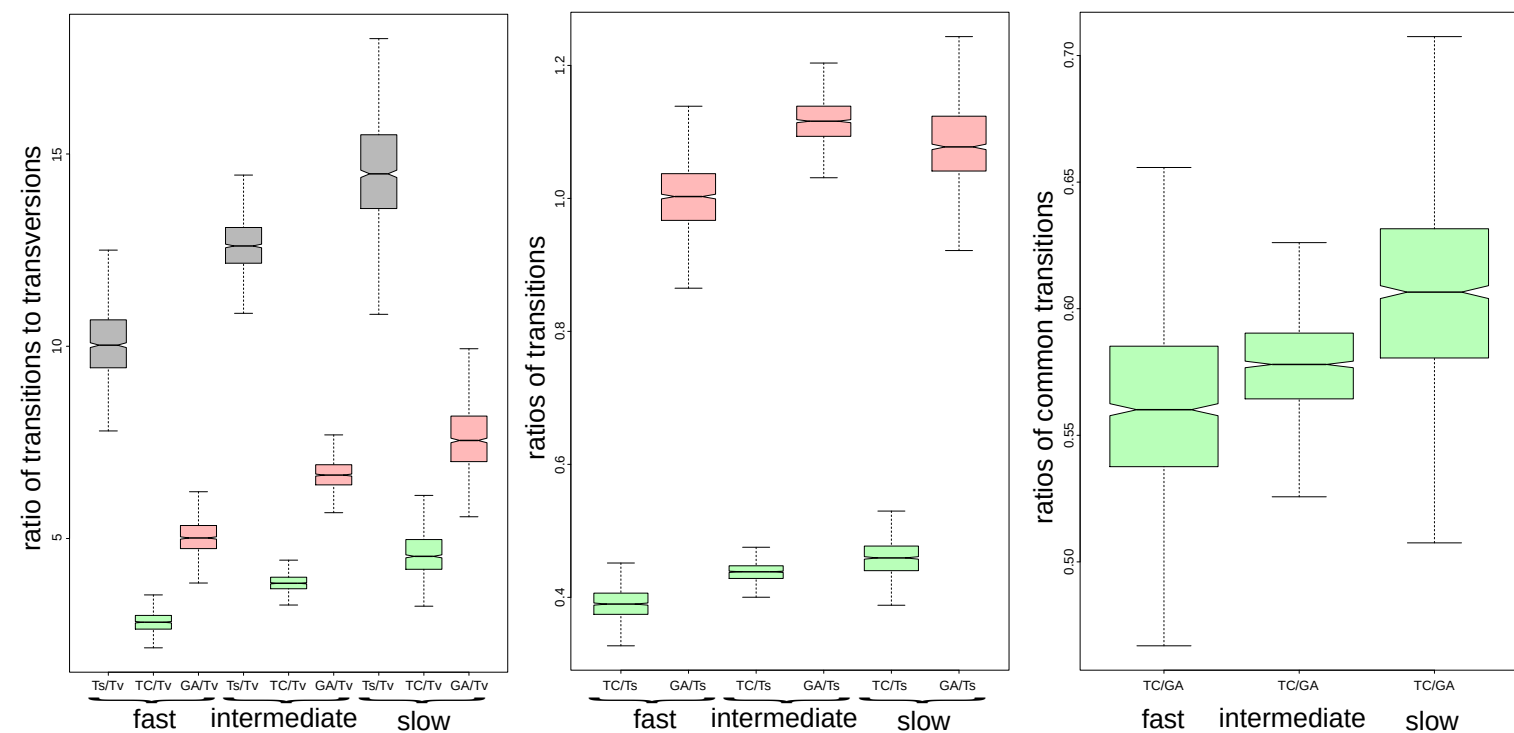 ratio of transitions to transversions
15
10
5
Ts/Tv TC/Tv GA/Tv Ts/Tv TC/Tv GA/Tv Ts/Tv TC/Tv GA/Tv
fast intermediate slow
ratios of transitions
1.2
1.0
0.8
0.6
0.4
TC/Ts GA/Ts TC/Ts GA/Ts TC/Ts GA/Ts
fast intermediate slow
ratios of common transitions
0.70
0.65
0.60
0.55
0.50
TC/GA TC/GA TC/GA
fast intermediate slow